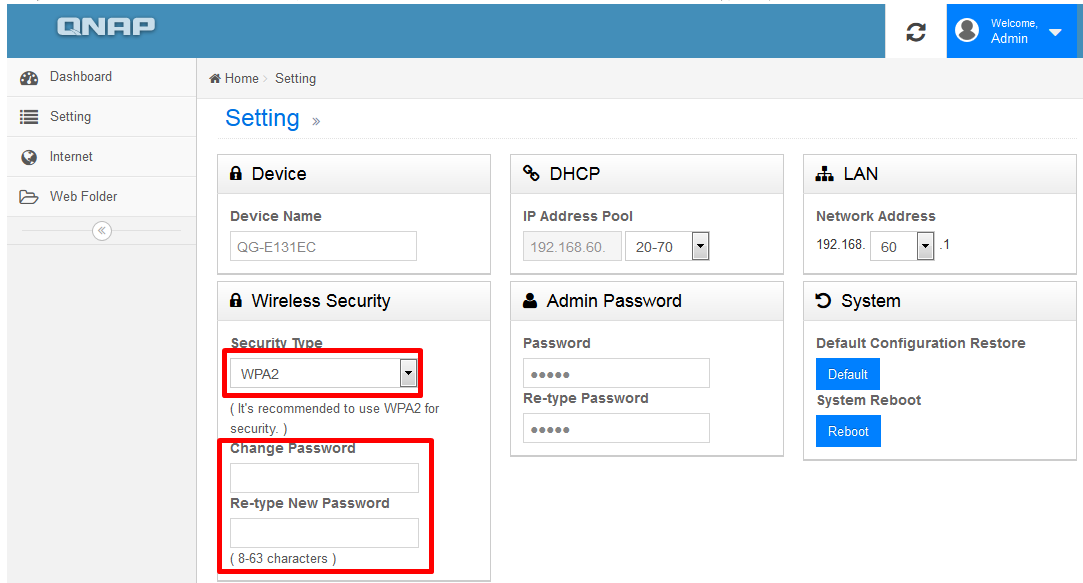 QNAP
Welcome,
Admin
Dashboard
Setting
Internet
Web Folder
Home
Setting
Setting »
Device
Device Name
QG-E131EC
DHCP
IP Address Pool
192.168.60.
20-70
LAN
Network Address
192.168.
60
.1
Wireless Security
Security Type
WPA2
( It's recommended to use WPA2 for
security. )
Change Password
Re-type New Password
( 8-63 characters )
Admin Password
Password
●●●●●
Re-type Password
●●●●●
System
Default Configuration Restore
Default
System Reboot
Reboot